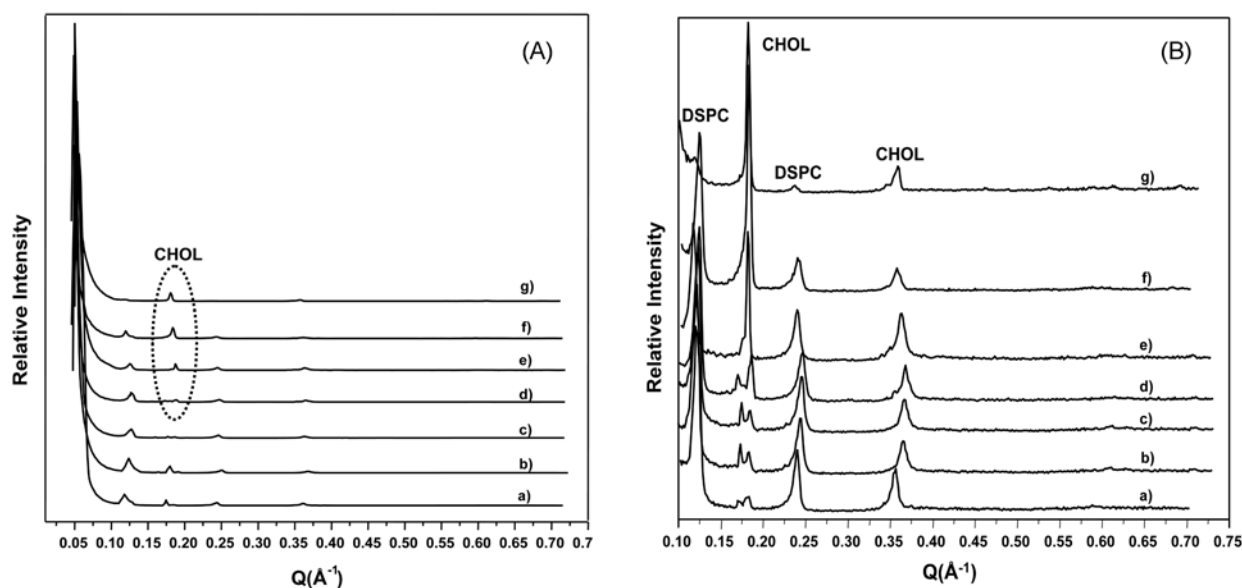 (A)
CHOL
g)
f)
e)
d)
c)
b)
a)
Relative Intensity
0.05 0.10 0.15 0.20 0.25 0.30 0.35 0.40 0.45 0.50 0.55 0.60 0.65 0.7
Q(Å⁻¹)
(B)
CHOL
DSPC
DSPC
CHOL
g)
f)
e)
d)
c)
b)
a)
Relative Intensity
0.10 0.15 0.20 0.25 0.30 0.35 0.40 0.45 0.50 0.55 0.60 0.65 0.70 0.75
Q(Å⁻¹)